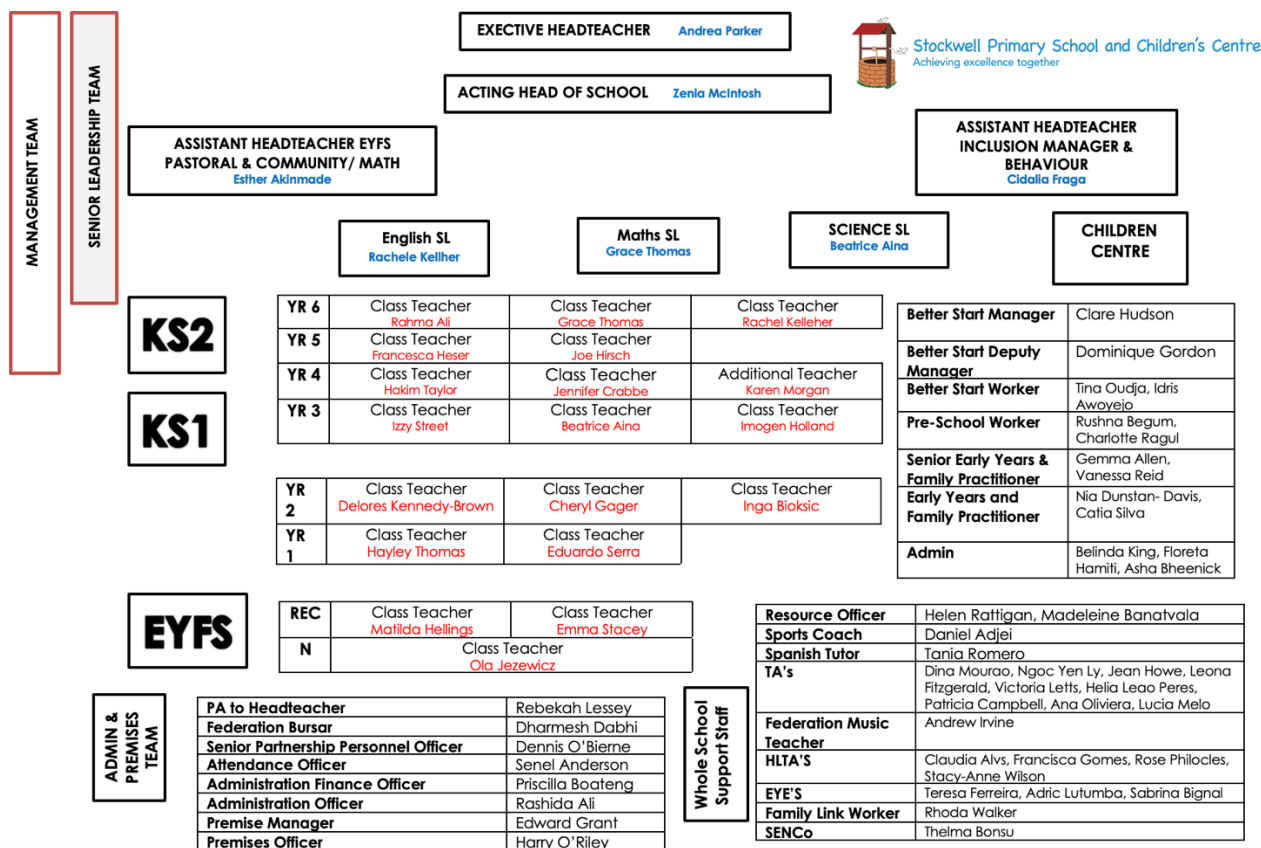 EXECTIVE HEADTEACHER Andrea Parker
Stockwell Primary School and Children's Centre
Achieving excellence together
ACTING HEAD OF SCHOOL Zenia McIntosh
MANAGEMENT TEAM
SENIOR LEADERSHIP TEAM
ASSISTANT HEADTEACHER EYFS
PASTORAL & COMMUNITY/ MATH
Esther Akinmade
ASSISTANT HEADTEACHER
INCLUSION MANAGER &
BEHAVIOUR
Cidalia Fraga
English SL
Rachele Kellher
Maths SL
Grace Thomas
SCIENCE SL
Beatrice Aina
CHILDREN
CENTRE
KS2
KS1
YR 6 Class Teacher Class Teacher Class Teacher
Rahma Ali Grace Thomas Rachel Kelleher
YR 5 Class Teacher Class Teacher
Francesca Heser Joe Hirsch
YR 4 Class Teacher Class Teacher Additional Teacher
Hakim Taylor Jennifer Crabbe Karen Morgan
YR 3 Class Teacher Class Teacher Class Teacher
Izzy Street Beatrice Aina Imogen Holland
YR Class Teacher Class Teacher Class Teacher
2 Delores Kennedy-Brown Cheryl Gager Inga Bioksic
YR Class Teacher Class Teacher
1 Hayley Thomas Eduardo Serra
Better Start Manager Clare Hudson
Better Start Deputy Dominique Gordon
Manager
Better Start Worker Tina Oudja, Idris
Awoyejo
Pre-School Worker Rushna Begum,
Charlotte Ragul
Senior Early Years & Gemma Allen,
Family Practitioner Vanessa Reid
Early Years and Nia Dunstan- Davis,
Family Practitioner Catia Silva
Admin Belinda King, Floreta
Hamiti, Asha Bheenick
EYFS
REC Class Teacher Class Teacher
Matilda Hellings Emma Stacey
N Class Teacher
Ola Jezewicz
ADMIN &
PREMISES
TEAM
PA to Headteacher Rebekah Lessey
Federation Bursar Dharmesh Dabhi
Senior Partnership Personnel Officer Dennis O'Bierne
Attendance Officer Senel Anderson
Administration Finance Officer Priscilla Boateng
Administration Officer Rashida Ali
Premise Manager Edward Grant
Premises Officer Harry O'Riley
Whole School
Support Staff
Resource Officer Helen Rattigan, Madeleine Banatvala
Sports Coach Daniel Adjei
Spanish Tutor Tania Romero
TA's Dina Mourao, Ngoc Yen Ly, Jean Howe, Leona
Fitzgerald, Victoria Letts, Helia Leao Peres,
Patricia Campbell, Ana Oliviera, Lucia Melo
Federation Music Andrew Irvine
Teacher
HLTA'S Claudia Alvs, Francisca Gomes, Rose Philocles,
Stacy-Anne Wilson
EYE'S Teresa Ferreira, Adric Lutumba, Sabrina Bignal
Family Link Worker Rhoda Walker
SENCo Thelma Bonsu